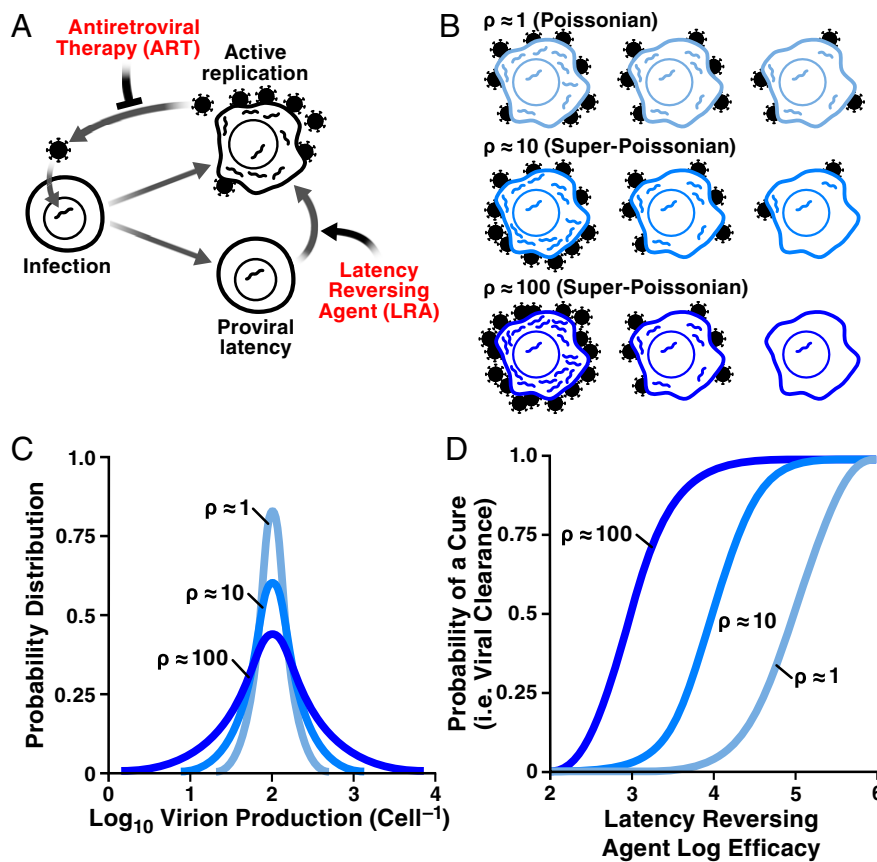 A
Antiretroviral
Therapy (ART)
Active
replication
Infection
Proviral
latency
Latency
Reversing
Agent (LRA)
B
ρ ≈ 1 (Poissonian)
ρ ≈ 10 (Super-Poissonian)
ρ ≈ 100 (Super-Poissonian)
C
Probability Distribution
1.0
0.75
0.5
0.25
0
ρ ≈ 1
ρ ≈ 10
ρ ≈ 100
0 1 2 3 4
Log₁₀ Virion Production (Cell⁻¹)
D
Probability of a Cure
(i.e. Viral Clearance)
1.0
0.75
0.5
0.25
0
ρ ≈ 100
ρ ≈ 10
ρ ≈ 1
2 3 4 5 6
Latency Reversing
Agent Log Efficacy